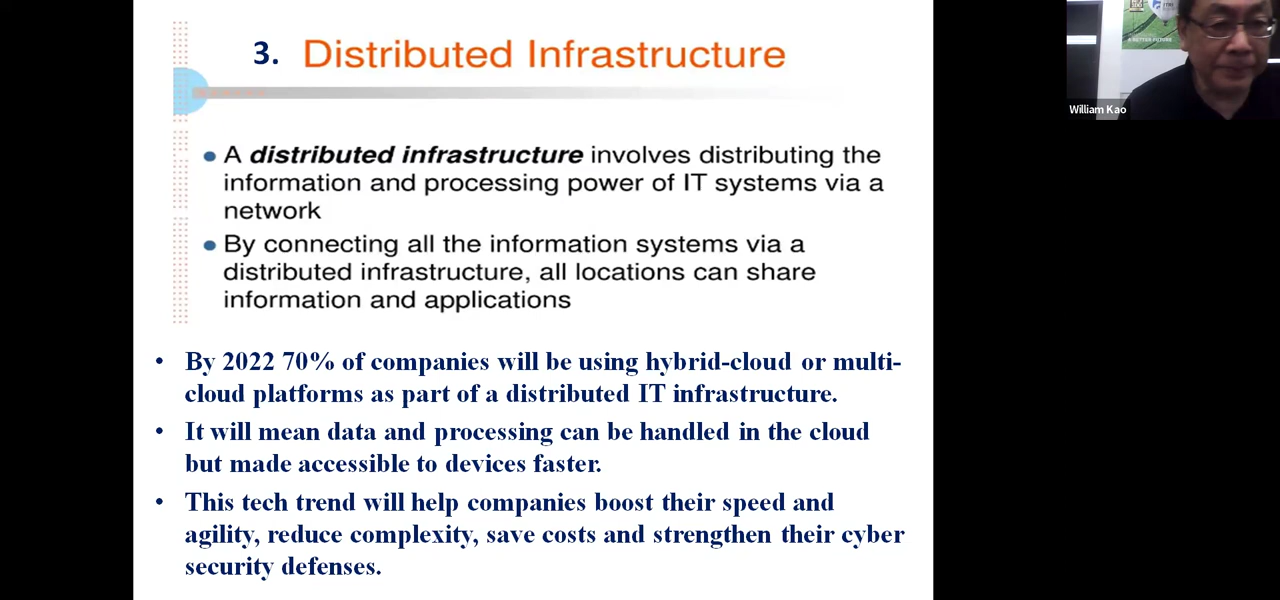 3. Distributed Infrastructure
• A distributed infrastructure involves distributing the
information and processing power of IT systems via a
network
• By connecting all the information systems via a
distributed infrastructure, all locations can share
information and applications
• By 2022 70% of companies will be using hybrid-cloud or multi-
cloud platforms as part of a distributed IT infrastructure.
• It will mean data and processing can be handled in the cloud
but made accessible to devices faster.
• This tech trend will help companies boost their speed and
agility, reduce complexity, save costs and strengthen their cyber
security defenses.
William Kao